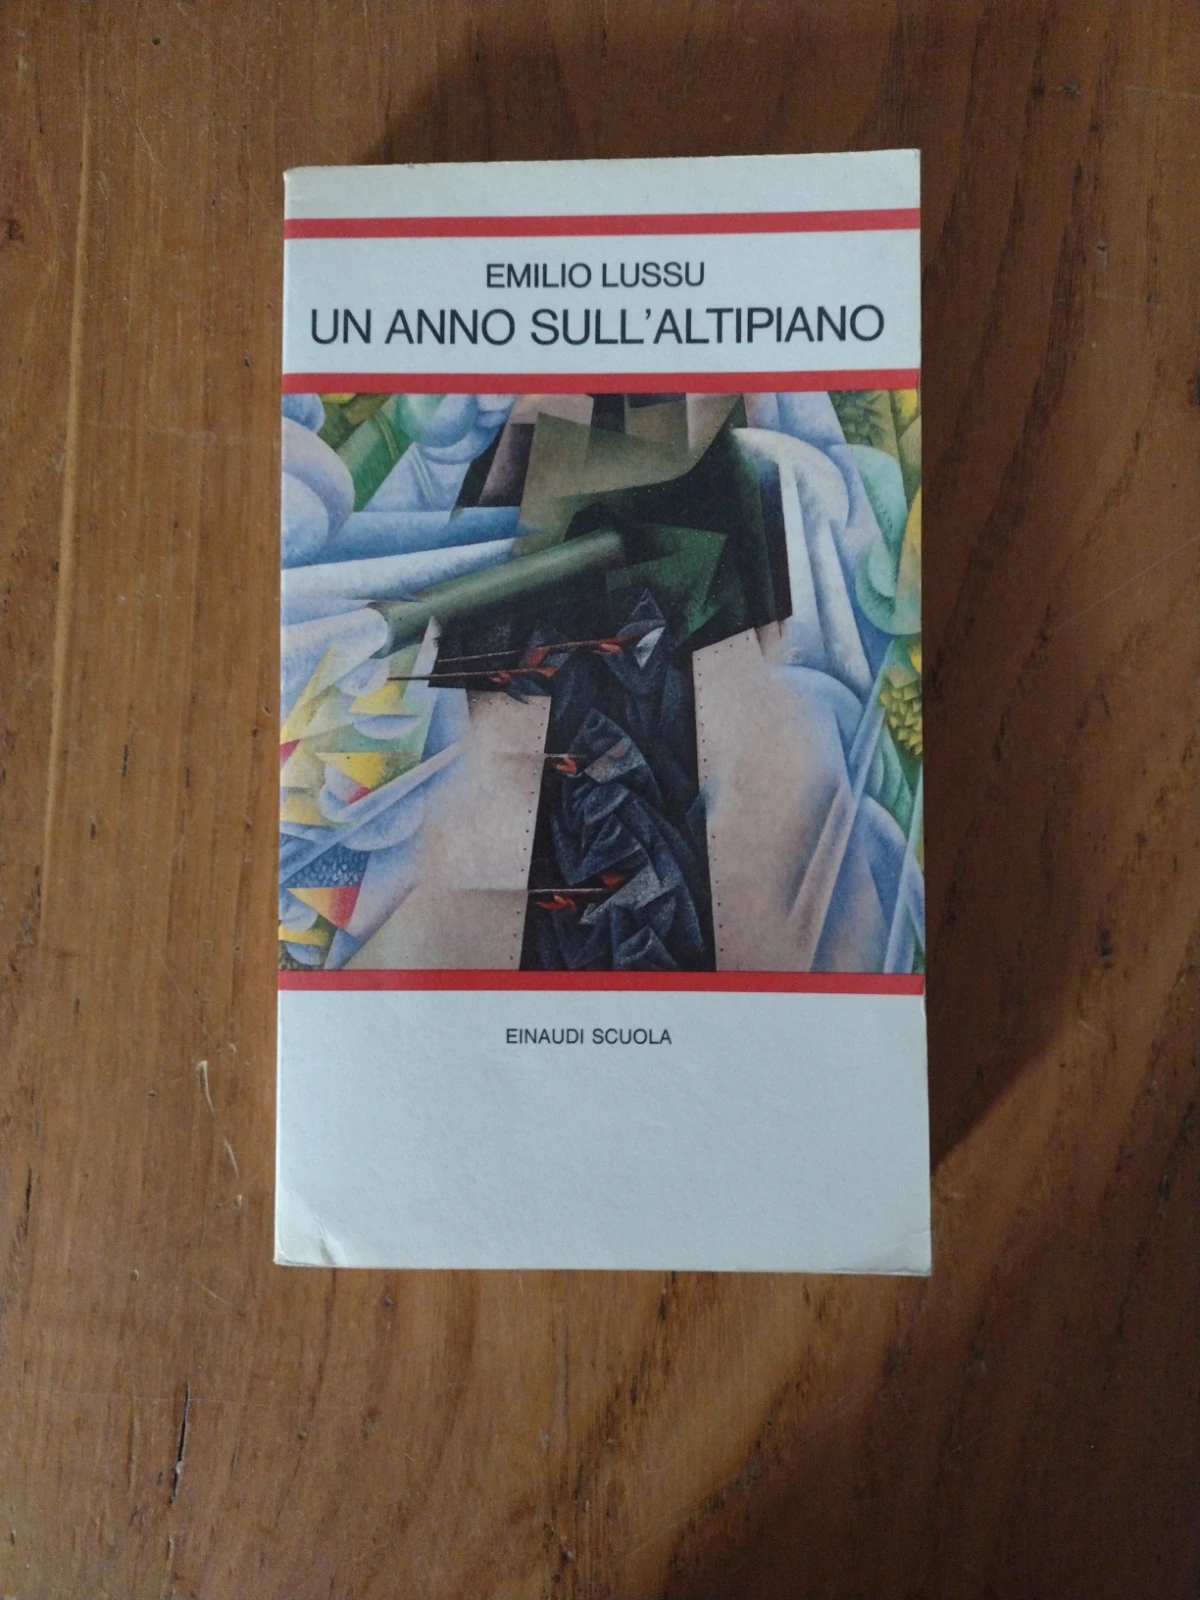 EMILIO LUSSU
UN ANNO SULL'ALTIPIANO
EINAUDI SCUOLA